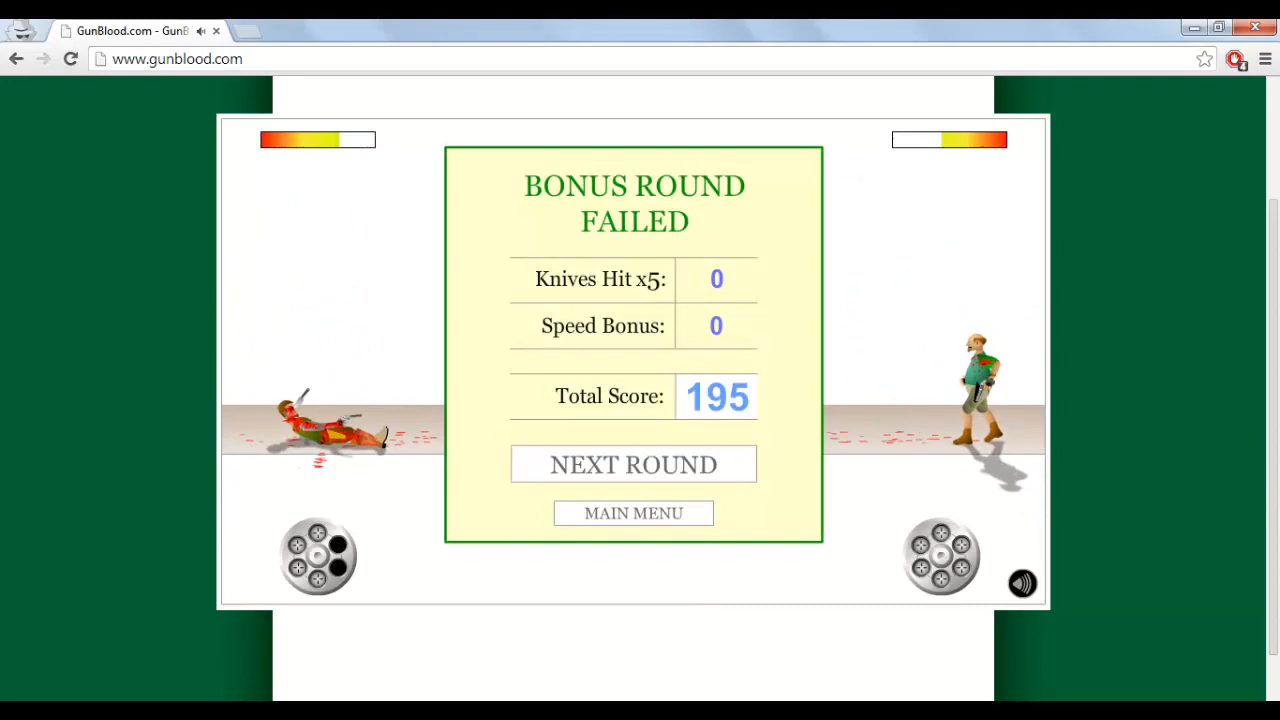 GunBlood.com - GunB
www.gunblood.com
4
BONUS ROUND
FAILED
Knives Hit x5: 0
Speed Bonus: 0
Total Score: 195
NEXT ROUND
MAIN MENU